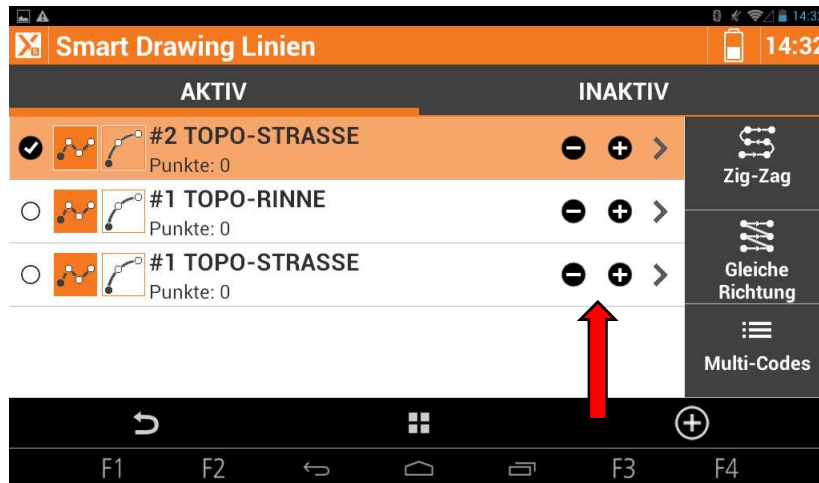 14:32
Smart Drawing Linien
14:32
AKTIV
INAKTIV
#2 TOPO-STRASSE
Punkte: 0
#1 TOPO-RINNE
Punkte: 0
#1 TOPO-STRASSE
Punkte: 0
Zig-Zag
Gleiche
Richtung
Multi-Codes
F1 F2 F3 F4